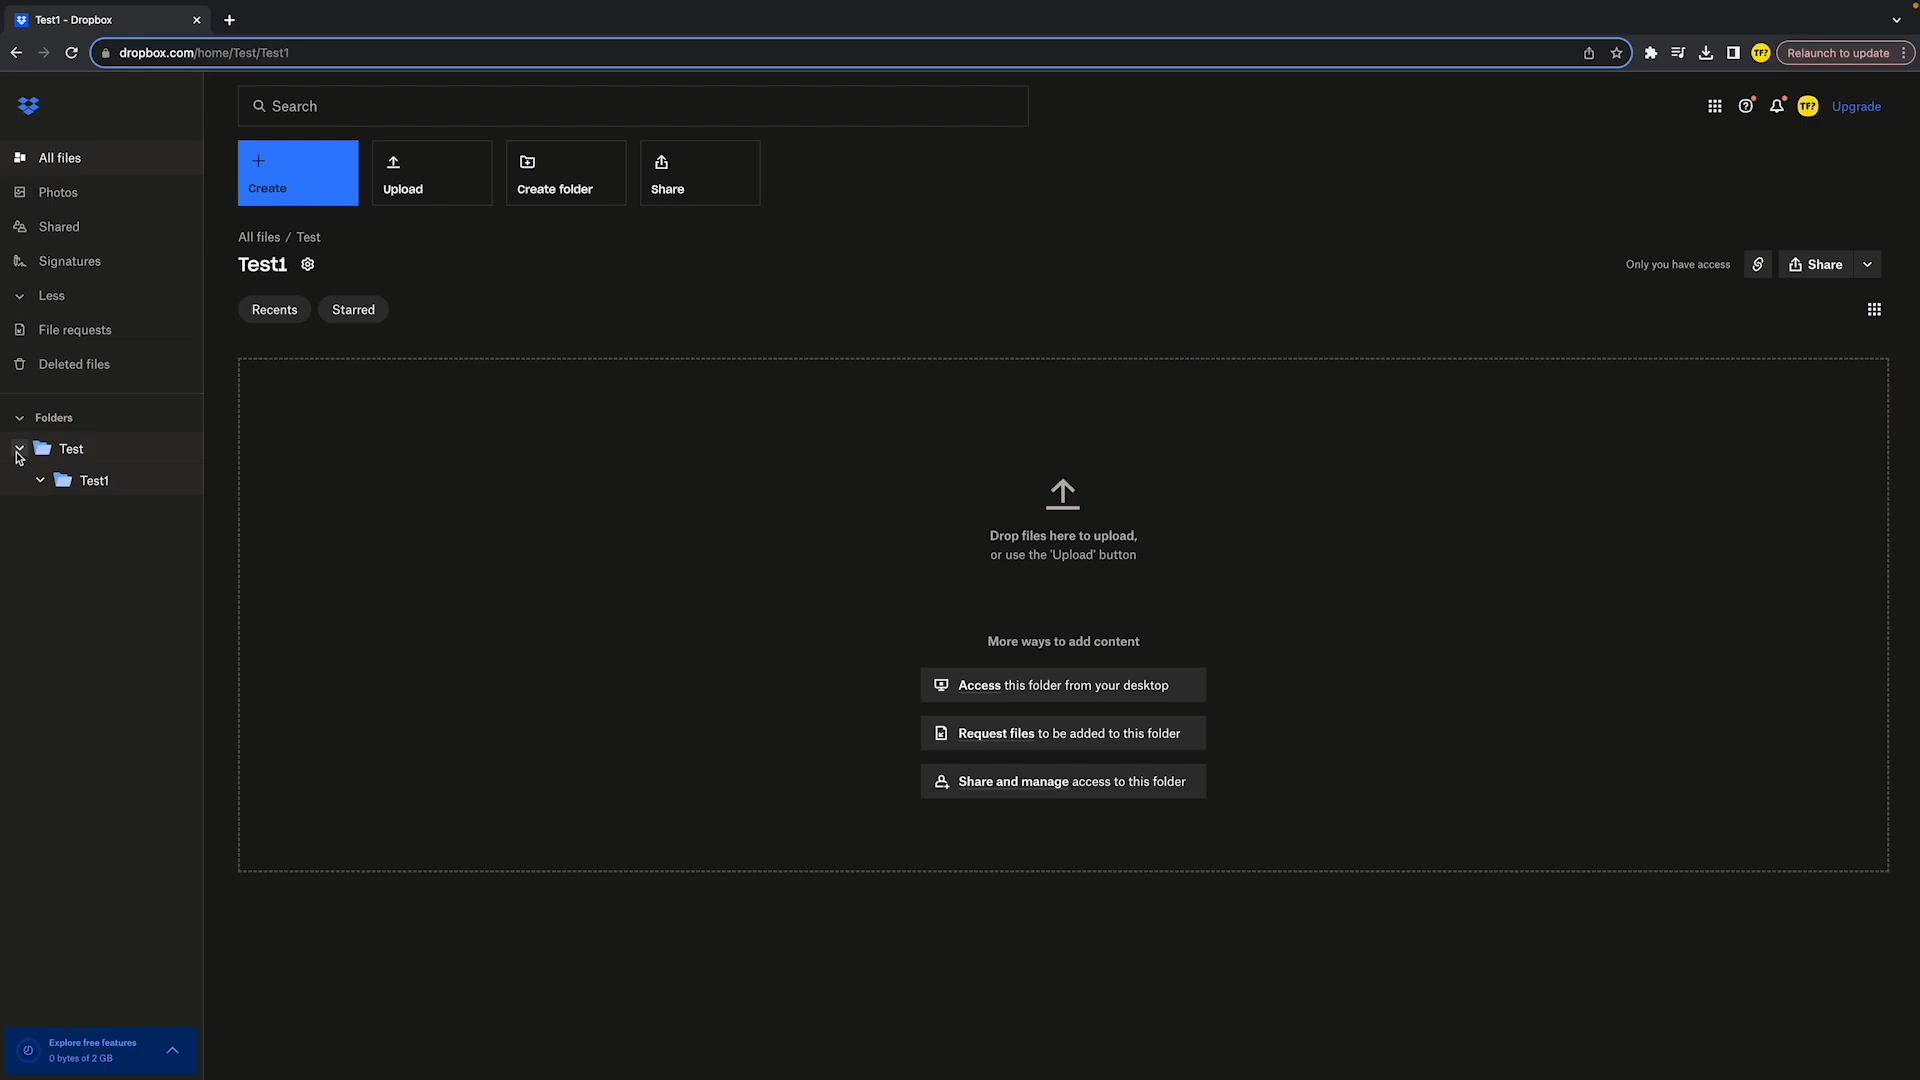 Test1 - Dropbox
dropbox.com/home/Test/Test1
TF?
Relaunch to update
Search
TF?
Upgrade
All files
Photos
Shared
Signatures
Less
File requests
Deleted files
Folders
Test
Test1
Create
Upload
Create folder
Share
All files / Test
Test1
Only you have access
Share
Recents
Starred
Drop files here to upload,
or use the 'Upload' button
More ways to add content
Access this folder from your desktop
Request files to be added to this folder
Share and manage access to this folder
Explore free features
0 bytes of 2 GB